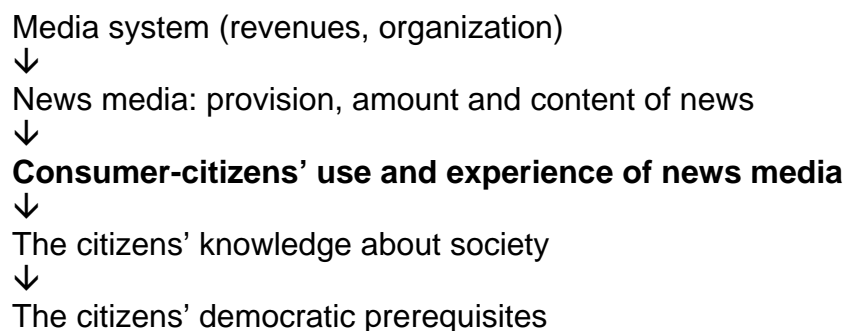 Media system (revenues, organization)
↓
News media: provision, amount and content of news
↓
Consumer-citizens’ use and experience of news media
↓
The citizens’ knowledge about society
↓
The citizens’ democratic prerequisites